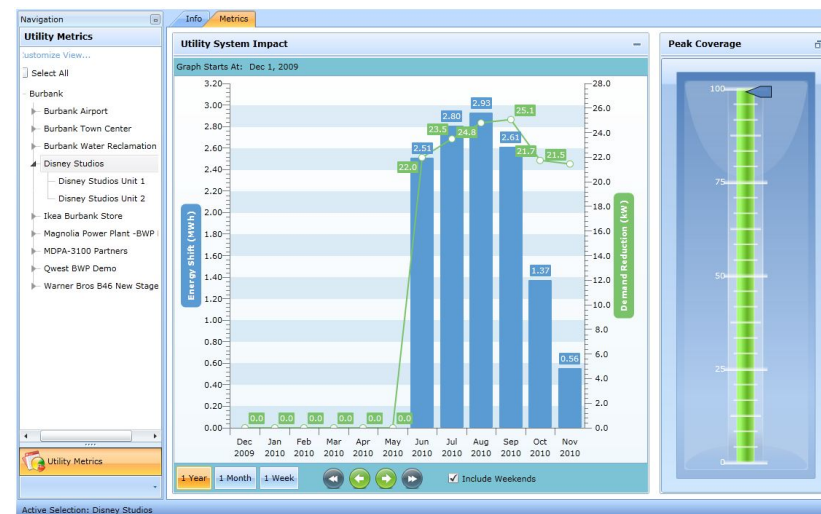 Navigation
Utility Metrics
Customize View...
Select All
Burbank
Burbank Airport
Burbank Town Center
Burbank Water Reclamation
Disney Studios
Disney Studios Unit 1
Disney Studios Unit 2
Ikea Burbank Store
Magnolia Power Plant -BWP
MDPA-3100 Partners
Qwest BWP Demo
Warner Bros B46 New Stage
Utility Metrics
Active Selection: Disney Studios
Info Metrics
Utility System Impact
Graph Starts At: Dec 1, 2009
Energy Shift (MWh)
3.20
3.00
2.80
2.60
2.40
2.20
2.00
1.80
1.60
1.40
1.20
1.00
0.80
0.60
0.40
0.20
0.00
0.0 0.0 0.0 0.0 0.0 0.0
22.0 23.5 24.8 25.1 21.7 21.5
2.51 2.80 2.93 2.61 1.37 0.56
28.0
26.0
24.0
22.0
20.0
18.0
16.0
14.0
12.0
10.0
8.0
6.0
4.0
2.0
0.0
Demand Reduction (kW)
Dec Jan Feb Mar Apr May Jun Jul Aug Sep Oct Nov
2009 2010 2010 2010 2010 2010 2010 2010 2010 2010 2010 2010
1 Year 1 Month 1 Week Include Weekends
Peak Coverage
100
75
50
25
0